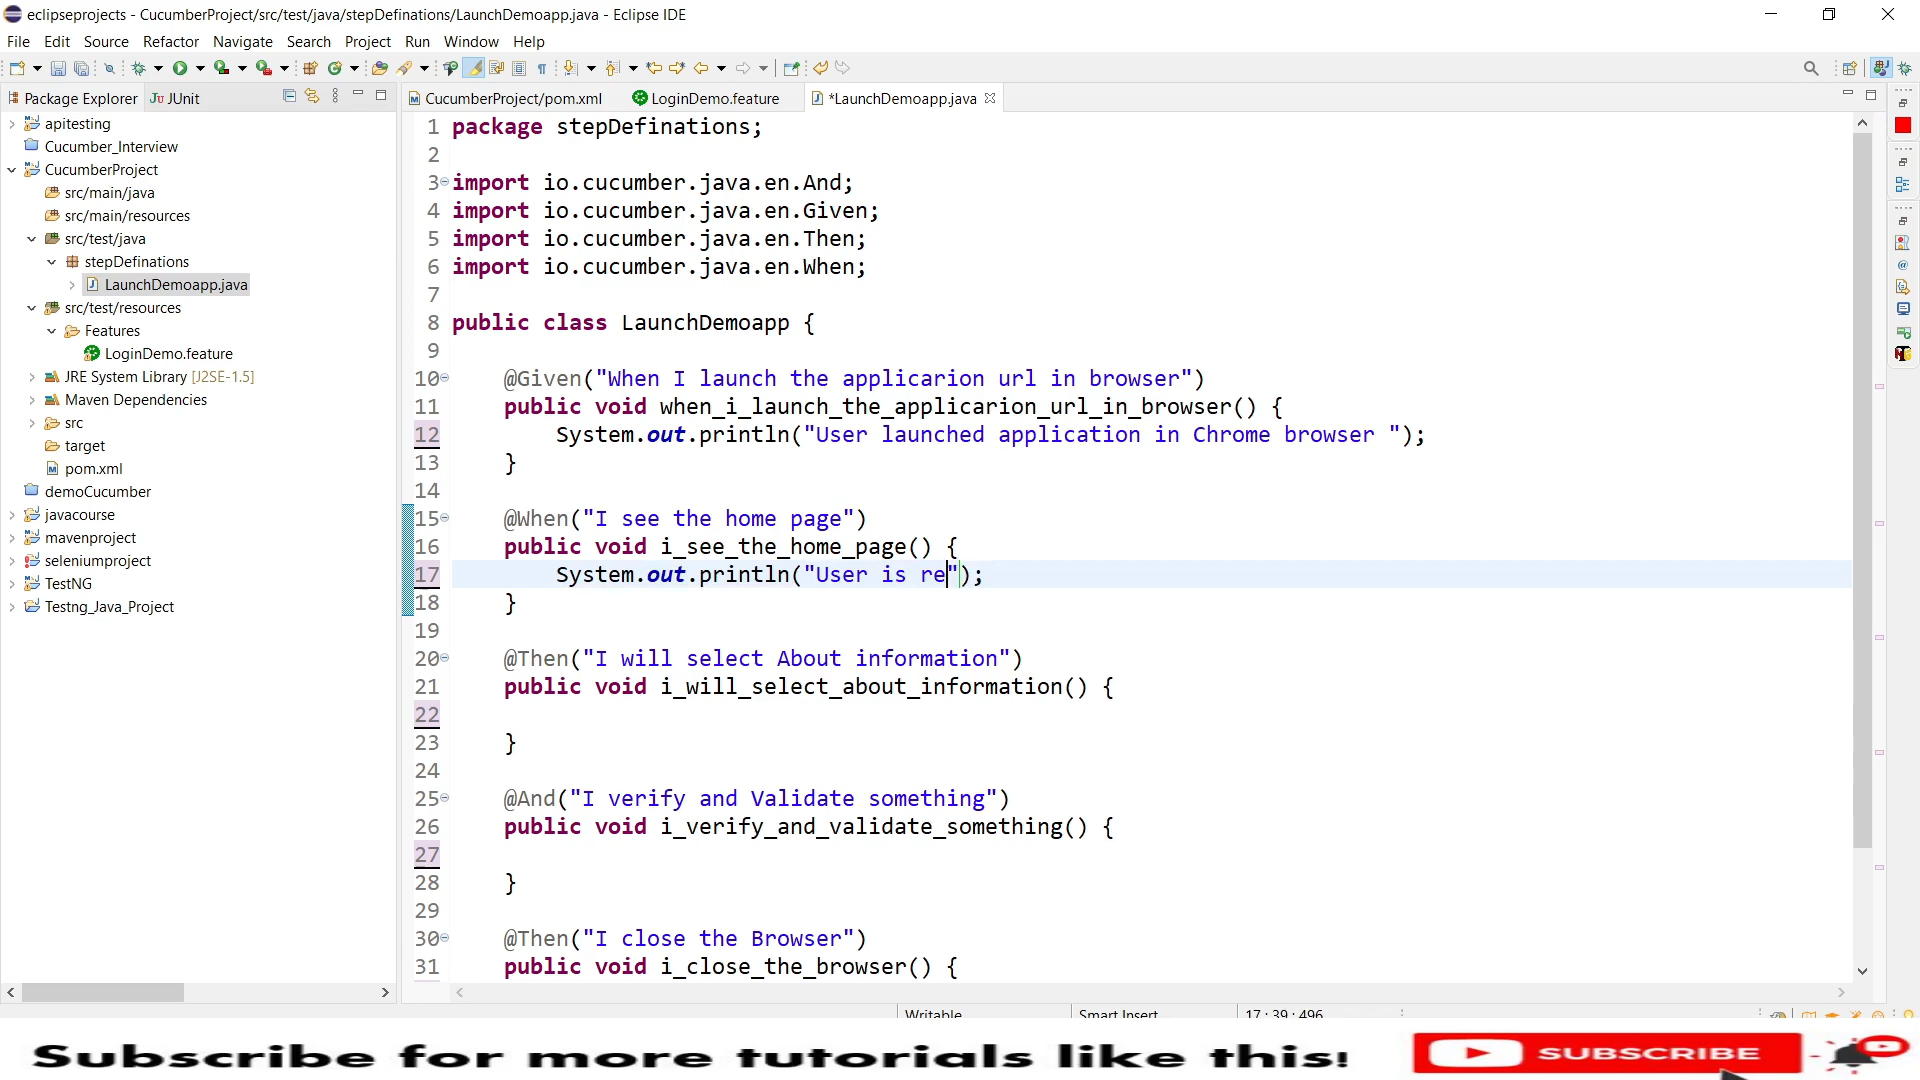 eclipseprojects - CucumberProject/src/test/java/stepDefinations/LaunchDemoapp.java - Eclipse IDE
File Edit Source Refactor Navigate Search Project Run Window Help
Package Explorer JUnit
CucumberProject/pom.xml LoginDemo.feature *LaunchDemoapp.java
apitesting
Cucumber_Interview
CucumberProject
src/main/java
src/main/resources
src/test/java
stepDefinations
LaunchDemoapp.java
src/test/resources
Features
LoginDemo.feature
JRE System Library [J2SE-1.5]
Maven Dependencies
src
target
pom.xml
demoCucumber
javacourse
mavenproject
seleniumproject
TestNG
Testng_Java_Project
1 package stepDefinations;
2
3 import io.cucumber.java.en.And;
4 import io.cucumber.java.en.Given;
5 import io.cucumber.java.en.Then;
6 import io.cucumber.java.en.When;
7
8 public class LaunchDemoapp {
9
10 @Given("When I launch the applicarion url in browser")
11 public void when_i_launch_the_applicarion_url_in_browser() {
12 System.out.println("User launched application in Chrome browser ");
13 }
14
15 @When("I see the home page")
16 public void i_see_the_home_page() {
17 System.out.println("User is re");
18 }
19
20 @Then("I will select About information")
21 public void i_will_select_about_information() {
22
23 }
24
25 @And("I verify and Validate something")
26 public void i_verify_and_validate_something() {
27
28 }
29
30 @Then("I close the Browser")
31 public void i_close_the_browser() {
Writable Smart Insert 17 : 39 : 496
Subscribe for more tutorials like this! SUBSCRIBE